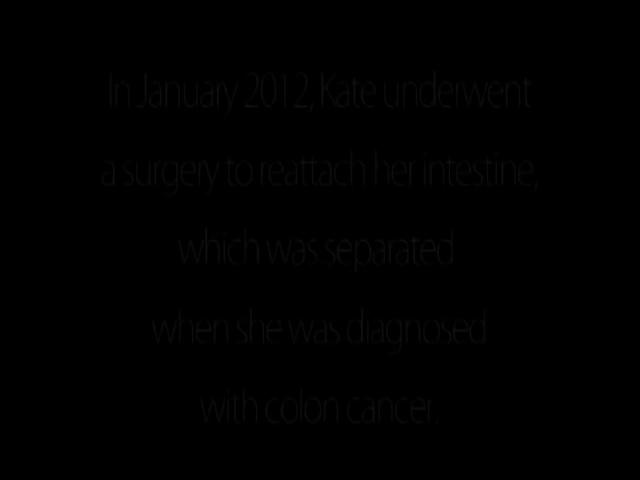 In January 2012, Kate underwent
a surgery to reattach her intestine,
which was separated
when she was diagnosed
with colon cancer.